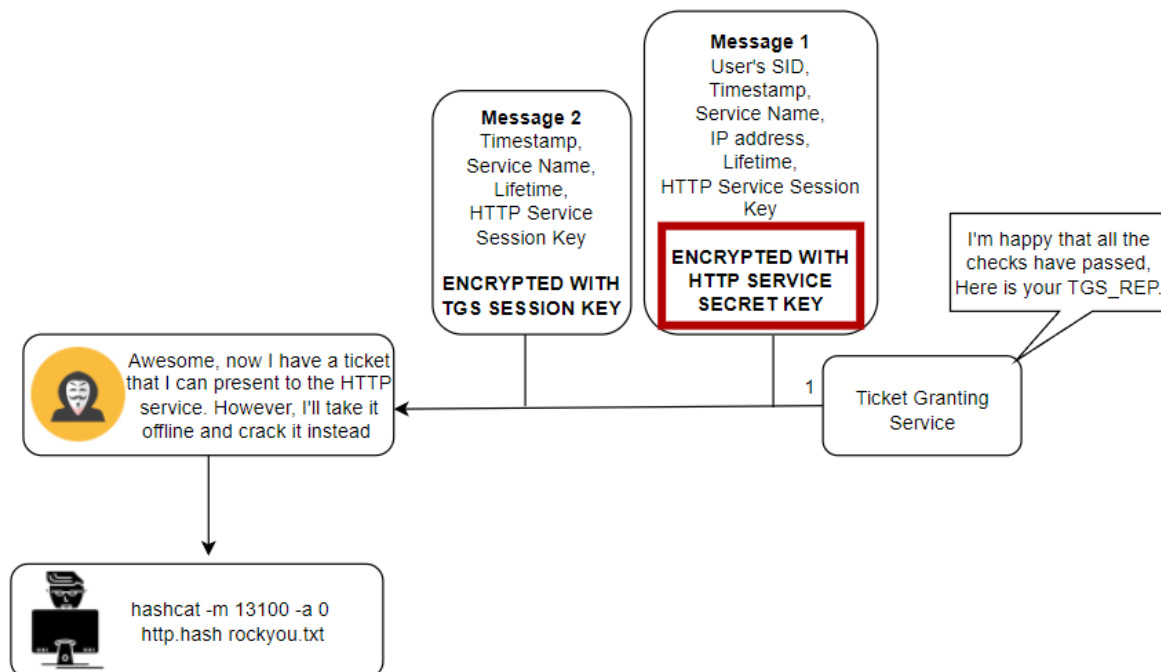 Message 1
User's SID,
Timestamp,
Service Name,
IP address,
Lifetime,
HTTP Service Session
Key
ENCRYPTED WITH
HTTP SERVICE
SECRET KEY
Message 2
Timestamp,
Service Name,
Lifetime,
HTTP Service
Session Key
ENCRYPTED WITH
TGS SESSION KEY
I'm happy that all the
checks have passed,
Here is your TGS_REP.
Awesome, now I have a ticket
that I can present to the HTTP
service. However, I'll take it
offline and crack it instead
1
Ticket Granting
Service
hashcat -m 13100 -a 0
http.hash rockyou.txt